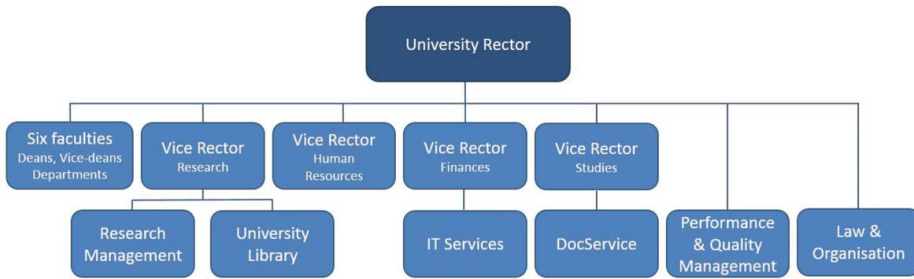 University Rector
Six faculties
Deans, Vice-deans
Departments
Vice Rector
Research
Vice Rector
Human
Resources
Vice Rector
Finances
Vice Rector
Studies
Research
Management
University
Library
IT Services
DocService
Performance
& Quality
Management
Law &
Organisation